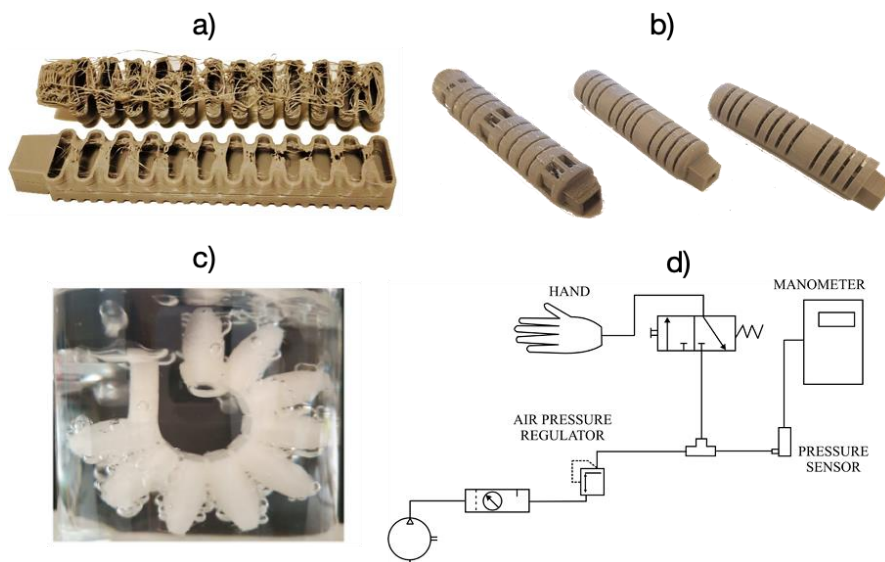 a)
b)
c)
d)
HAND
MANOMETER
AIR PRESSURE
REGULATOR
PRESSURE
SENSOR